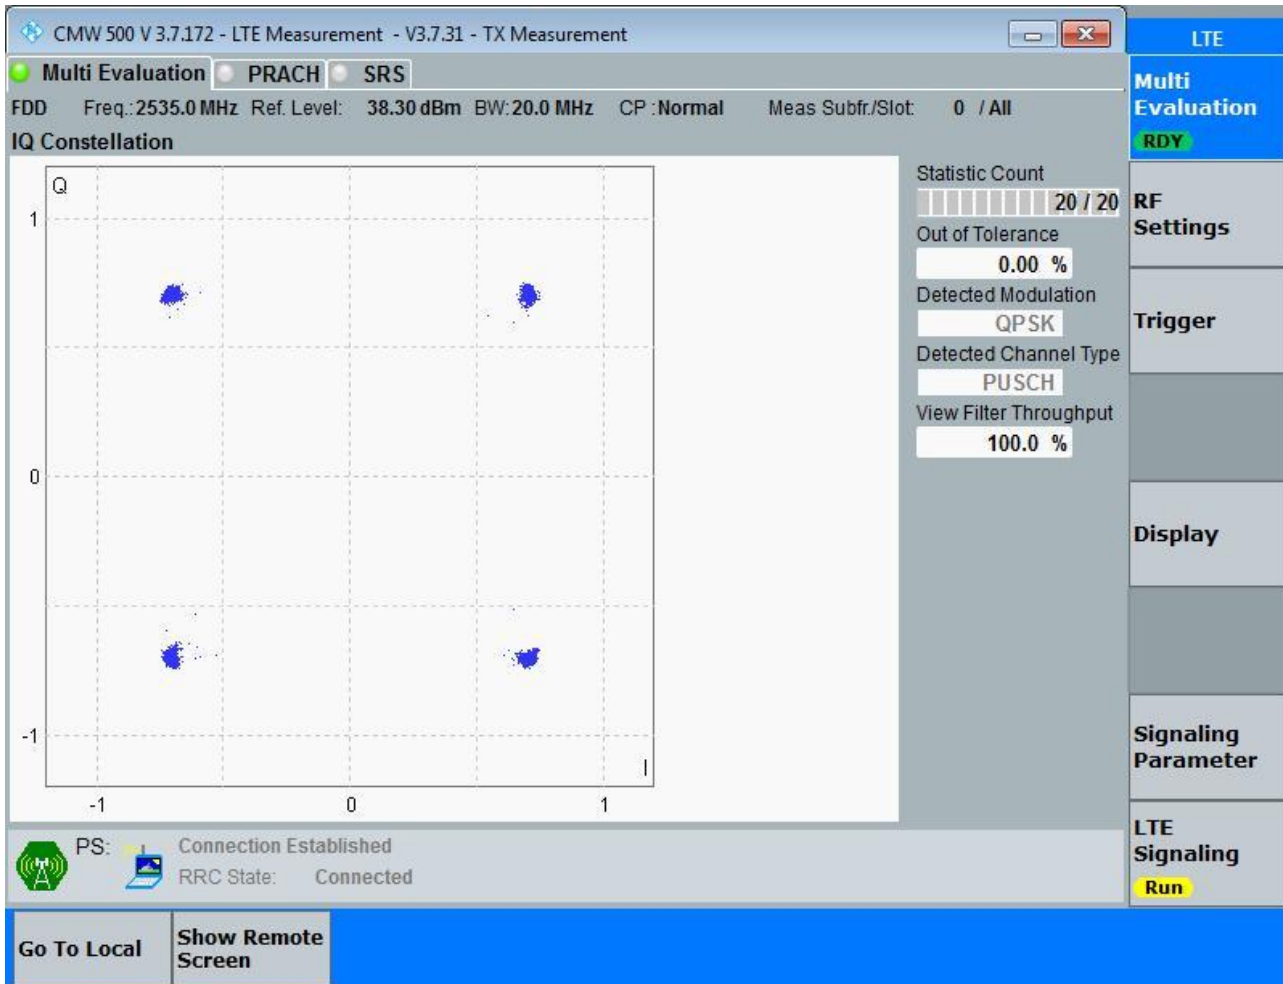 CMW 500 V 3.7.172 - LTE Measurement - V3.7.31 - TX Measurement
LTE
Multi Evaluation PRACH SRS
FDD Freq.: 2535.0 MHz Ref. Level: 38.30 dBm BW: 20.0 MHz CP : Normal Meas Subfr./Slot: 0 / All
IQ Constellation
Q
1
0
-1
I
-1 0 1
Statistic Count
20 / 20
Out of Tolerance
0.00 %
Detected Modulation
QPSK
Detected Channel Type
PUSCH
View Filter Throughput
100.0 %
Multi
Evaluation
RDY
RF
Settings
Trigger
Display
Signaling
Parameter
LTE
Signaling
Run
PS: Connection Established
RRC State: Connected
Go To Local
Show Remote
Screen